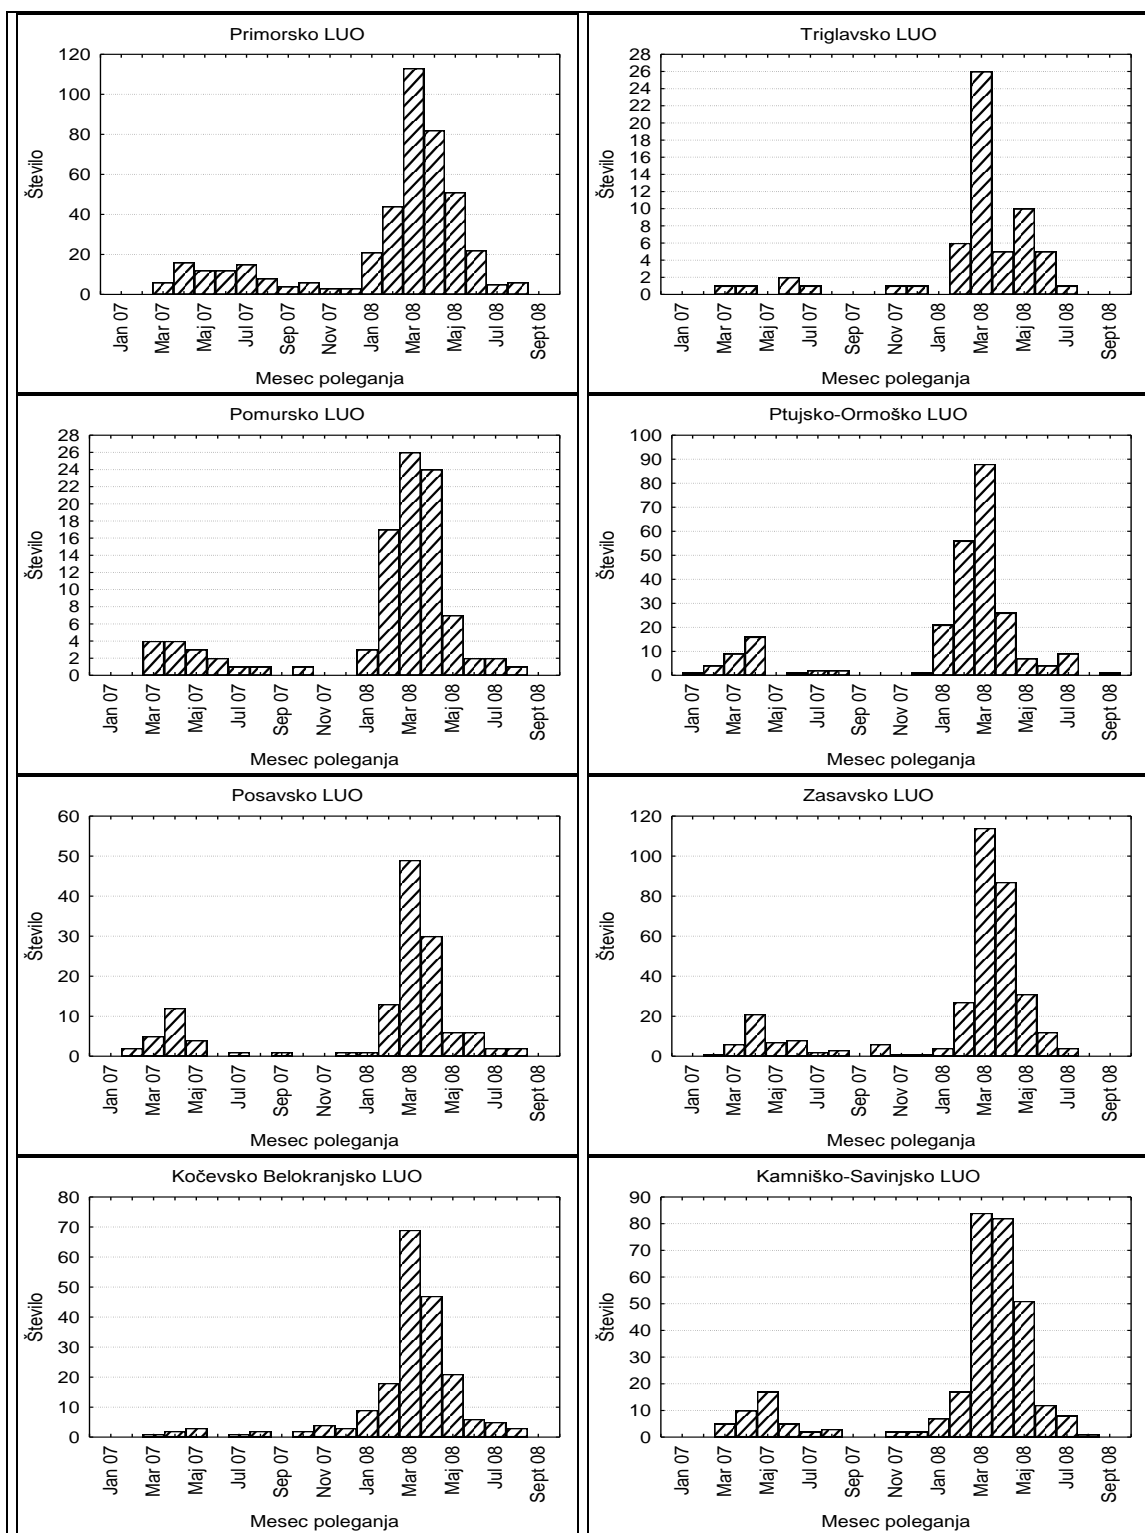 Primorsko LUO
120
100
80
60
40
20
0
Število
Jan 07
Mar 07
Maj 07
Jul 07
Sep 07
Nov 07
Jan 08
Mar 08
Maj 08
Jul 08
Sept 08
Mesec poleganja
Triglavsko LUO
28
26
24
22
20
18
16
14
12
10
8
6
4
2
0
Število
Jan 07
Mar 07
Maj 07
Jul 07
Sep 07
Nov 07
Jan 08
Mar 08
Maj 08
Jul 08
Sept 08
Mesec poleganja
Pomursko LUO
28
26
24
22
20
18
16
14
12
10
8
6
4
2
0
Število
Jan 07
Mar 07
Maj 07
Jul 07
Sep 07
Nov 07
Jan 08
Mar 08
Maj 08
Jul 08
Sept 08
Mesec poleganja
Ptujsko-Ormoško LUO
100
90
80
70
60
50
40
30
20
10
0
Število
Jan 07
Mar 07
Maj 07
Jul 07
Sep 07
Nov 07
Jan 08
Mar 08
Maj 08
Jul 08
Sept 08
Mesec poleganja
Posavsko LUO
60
50
40
30
20
10
0
Število
Jan 07
Mar 07
Maj 07
Jul 07
Sep 07
Nov 07
Jan 08
Mar 08
Maj 08
Jul 08
Sept 08
Mesec poleganja
Zasavsko LUO
120
100
80
60
40
20
0
Število
Jan 07
Mar 07
Maj 07
Jul 07
Sep 07
Nov 07
Jan 08
Mar 08
Maj 08
Jul 08
Sept 08
Mesec poleganja
Kočevsko Belokranjsko LUO
80
70
60
50
40
30
20
10
0
Število
Jan 07
Mar 07
Maj 07
Jul 07
Sep 07
Nov 07
Jan 08
Mar 08
Maj 08
Jul 08
Sept 08
Mesec poleganja
Kamniško-Savinjsko LUO
90
80
70
60
50
40
30
20
10
0
Število
Jan 07
Mar 07
Maj 07
Jul 07
Sep 07
Nov 07
Jan 08
Mar 08
Maj 08
Jul 08
Sept 08
Mesec poleganja